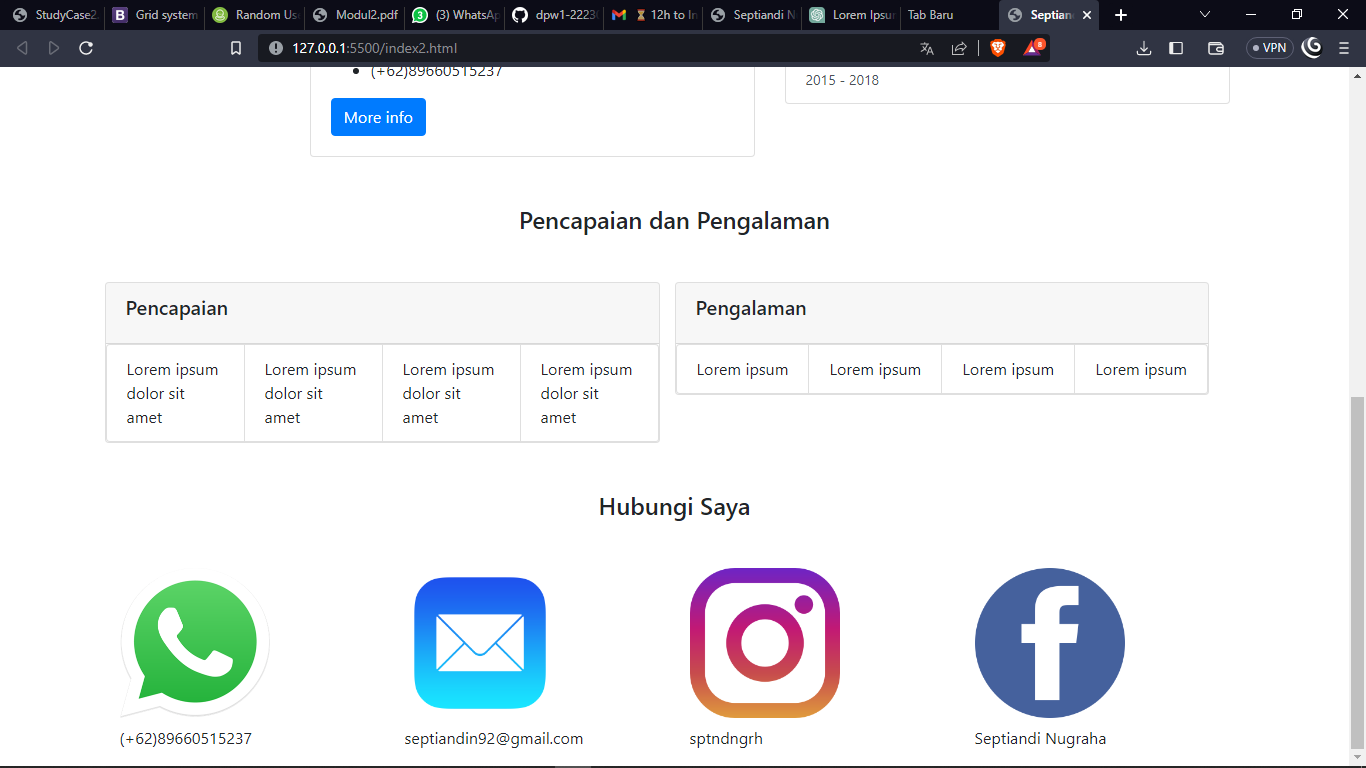 StudyCase2.
Grid system
Random Us
Modul2.pdf
(3) WhatsAp
dpw1-2223
12h to In
Septiandi N
Lorem Ipsu
Tab Baru
Septian
127.0.0.1:5500/index2.html
8
VPN
(+62)89660515237
2015 - 2018
More info
Pencapaian dan Pengalaman
Pencapaian
Pengalaman
Lorem ipsum
dolor sit
amet
Lorem ipsum
dolor sit
amet
Lorem ipsum
dolor sit
amet
Lorem ipsum
dolor sit
amet
Lorem ipsum
Lorem ipsum
Lorem ipsum
Lorem ipsum
Hubungi Saya
(+62)89660515237
septiandin92@gmail.com
sptndngrh
Septiandi Nugraha